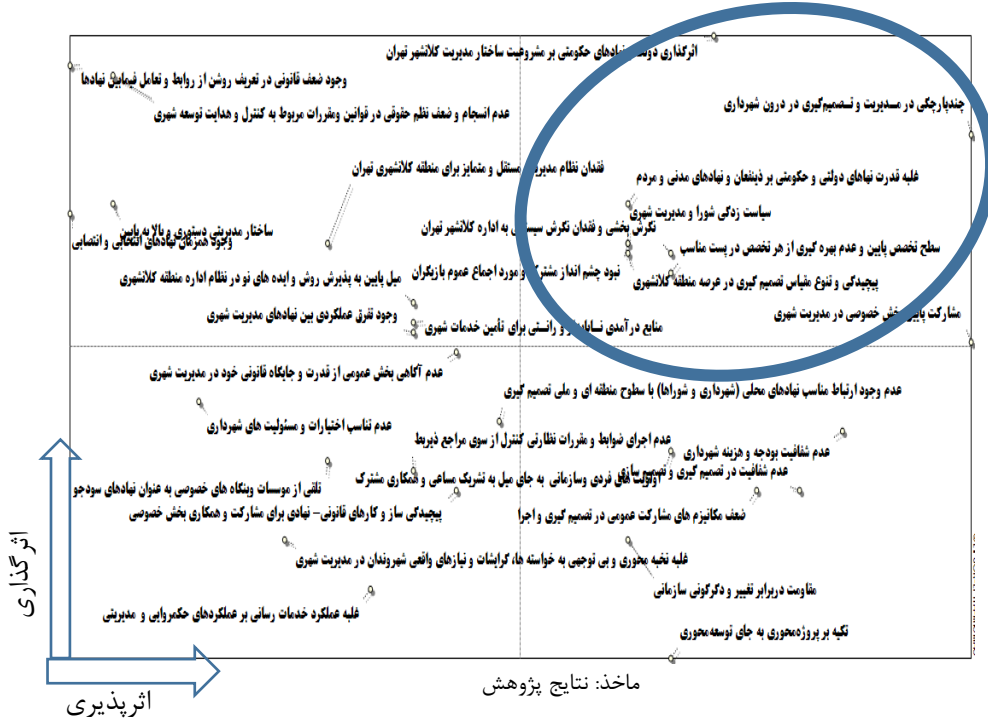 اثرگذاری دولت و نهادهای حکومتی بر مشروعیت ساختار مدیریت کلانشهر تهران
وجود ضعف قانونی در تعریف روشن از روابط و تعامل فیمابین نهادها
چندپارچکی در مــدیریت و تــصمیم‌گیری در درون شهرداری
عدم انسجام و ضعف نظم حقوقی در قوانین ومقررات مربوط به کنترل و هدایت توسعه شهری
فقدان نظام مدیریتی مستقل و متمایز برای منطقه کلانشهری تهران
غلبه قدرت نهاهای دولتی و حکومتی بر ذینفعان و نهادهای مدنی و مردم
سیاست زدگی شورا و مدیریت شهری
نگرش بخشی و فقدان نگرش سیستمی به اداره کلانشهر تهران
ساختار مدیریتی دستوری و بالا به پایین
وجود همزمان نهادهای انتخابی و انتصابی
سطح تخصص پایین و عدم بهره گیری از هر تخصص در پست مناسب
نبود چشم انداز مشترک و مورد اجماع عموم بازیگران
میل پایین به پذیرش روش و ایده های نو در نظام اداره منطقه کلانشهری
پیچیدگی و تنوع مقیاس تصمیم گیری در عرصه منطقه کلانشهری
وجود تفرق عملکردی بین نهادهای مدیریت شهری
مشارکت پایین بخش خصوصی در مدیریت شهری
منابع درآمدی نــاپایدار و رانــتی برای تأمین خدمات شهری
عدم آگاهی بخش عمومی از قدرت و جایگاه قانونی خود در مدیریت شهری
عدم وجود ارتباط مناسب نهادهای محلی (شهرداری و شوراها) با سطوح منطقه ای و ملی تصمیم گیری
عدم تناسب اختیارات و مسئولیت های شهرداری
عدم اجرای ضوابط و مقررات نظارتی کنترل از سوی مراجع ذیربط
عدم شفافیت بودجه و هزینه شهرداری
عدم شفافیت در تصمیم گیری و تصمیم سازی
اولویت های فردی وسازمانی به جای میل به تشریک مساعی و همکاری مشترک
تلقی از موسسات وبنگاه های خصوصی به عنوان نهادهای سودجو
پیچیدگی ساز و کارهای قانونی– نهادی برای مشارکت و همکاری بخش خصوصی
ضعف مکانیزم های مشارکت عمومی در تصمیم گیری و اجرا
غلبه نخبه محوری و بی توجهی به خواسته ها، گرایشات و نیازهای واقعی شهروندان در مدیریت شهری
مقاومت دربرابر تغییر و دگرگونی سازمانی
غلبه عملکرد خدمات رسانی بر عملکردهای حکمروایی و مدیریتی
تکیه بر پروژه‌محوری به جای توسعه‌محوری
اثرگذاری
اثرپذیری
ماخذ: نتایج پژوهش